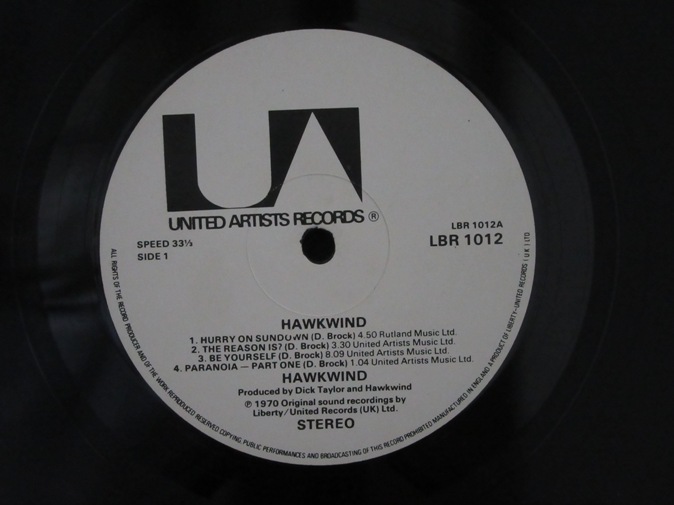 UA
UNITED ARTISTS RECORDS ®
SPEED 33⅓
SIDE 1
LBR 1012A
LBR 1012
HAWKWIND
1. HURRY ON SUNDOWN (D. Brock) 4.50 Rutland Music Ltd.
2. THE REASON IS? (D. Brock) 3.30 United Artists Music Ltd.
3. BE YOURSELF (D. Brock) 8.09 United Artists Music Ltd.
4. PARANOIA — PART ONE (D. Brock) 1.04 United Artists Music Ltd.
HAWKWIND
Produced by Dick Taylor and Hawkwind
℗ 1970 Original sound recordings by
Liberty/United Records (UK) Ltd.
STEREO
ALL RIGHTS OF THE RECORD PRODUCER AND OF THE WORK REPRODUCED RESERVED COPYING, PUBLIC PERFORMANCES AND BROADCASTING OF THIS RECORD PROHIBITED MANUFACTURED IN ENGLAND A PRODUCT OF LIBERTY-UNITED RECORDS (UK) LTD